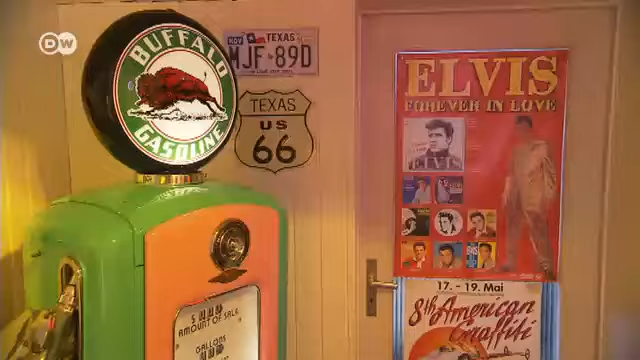 DW
BUFFALO
GASOLINE
TEXAS
MJF★89D
TEXAS
US
66
ELVIS
FOREVER IN LOVE
ELVIS
17. - 19. Mai
8th American
Graffiti
AMOUNT OF SALE
GALLONS